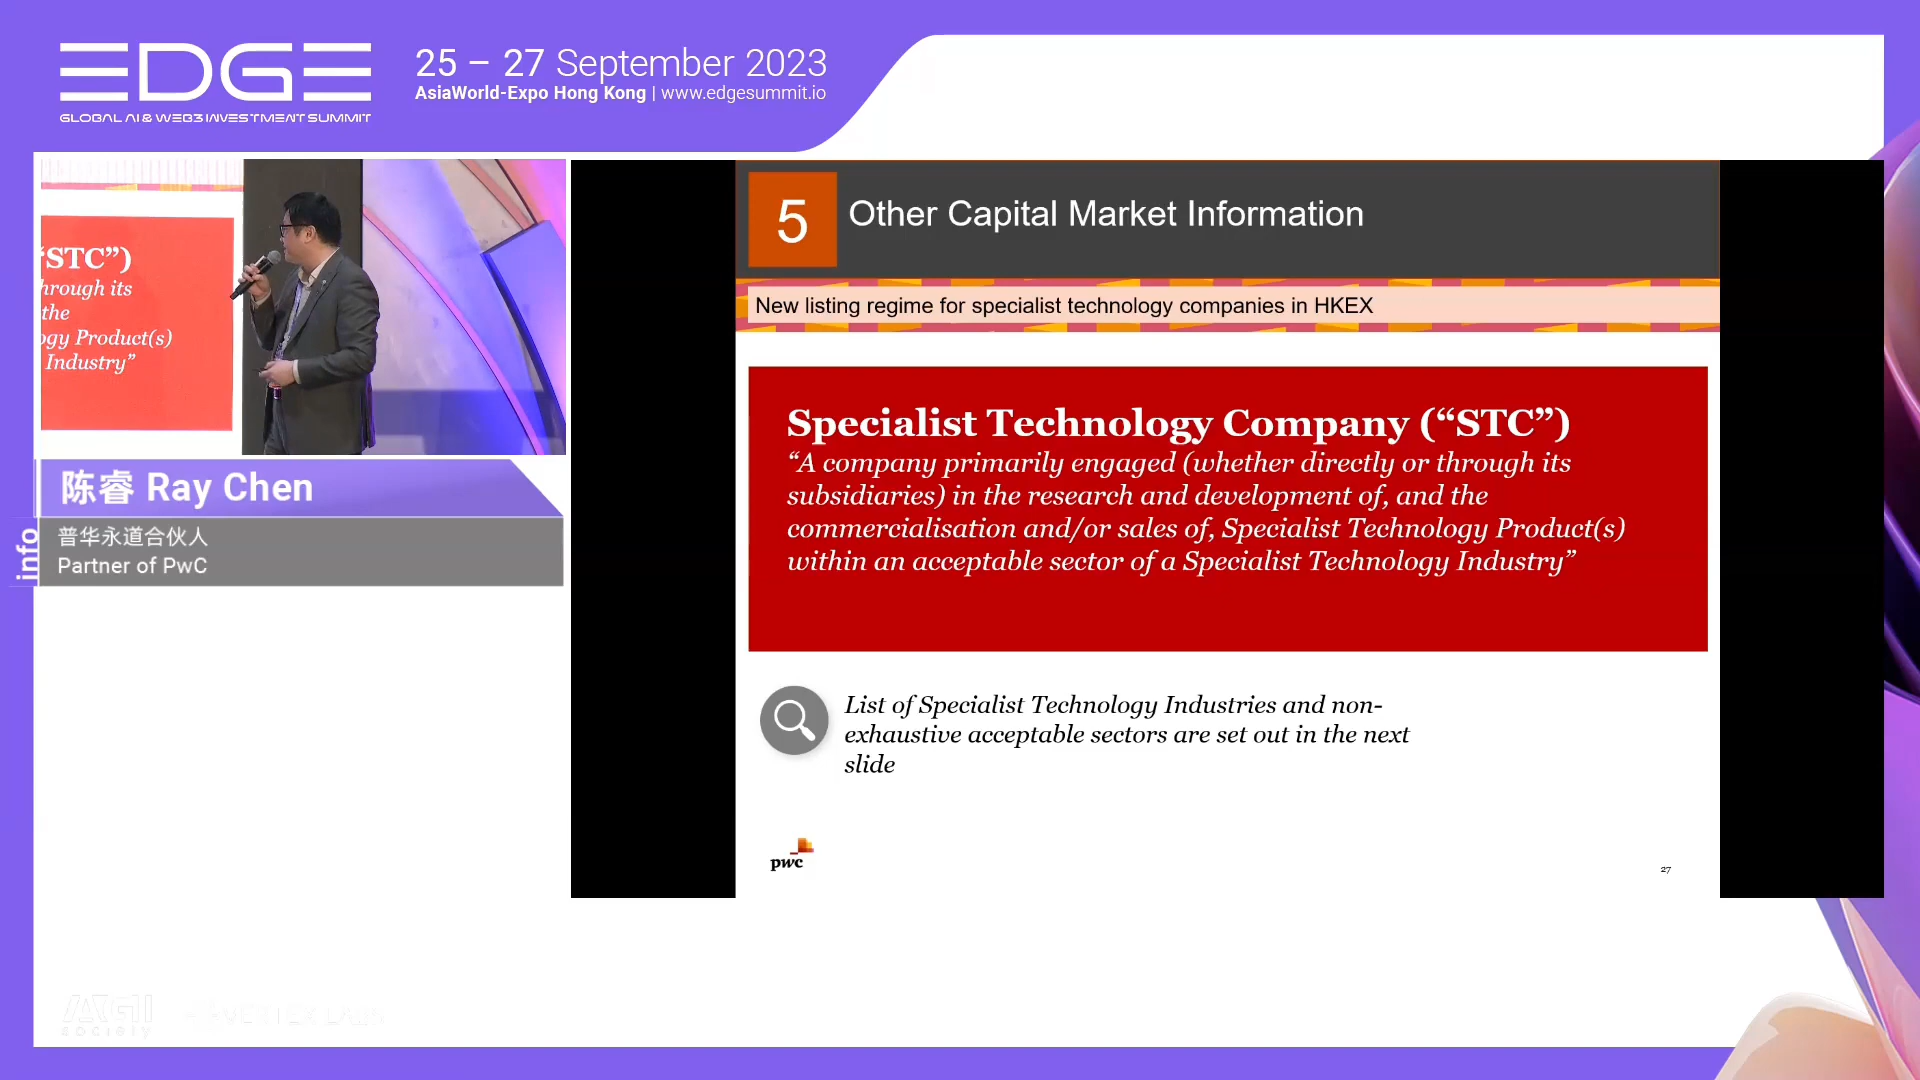 EDGE
GLOBAL AI & WEB3 INVESTMENT SUMMIT
25 – 27 September 2023
AsiaWorld-Expo Hong Kong | www.edgesummit.io
“STC”)
hrough its
the
ogy Product(s)
Industry”
陈睿 Ray Chen
info
普华永道合伙人
Partner of PwC
5
Other Capital Market Information
New listing regime for specialist technology companies in HKEX
Specialist Technology Company (“STC”)
“A company primarily engaged (whether directly or through its
subsidiaries) in the research and development of, and the
commercialisation and/or sales of, Specialist Technology Product(s)
within an acceptable sector of a Specialist Technology Industry”
List of Specialist Technology Industries and non-
exhaustive acceptable sectors are set out in the next
slide
pwc
27
AGI
SOCIETY